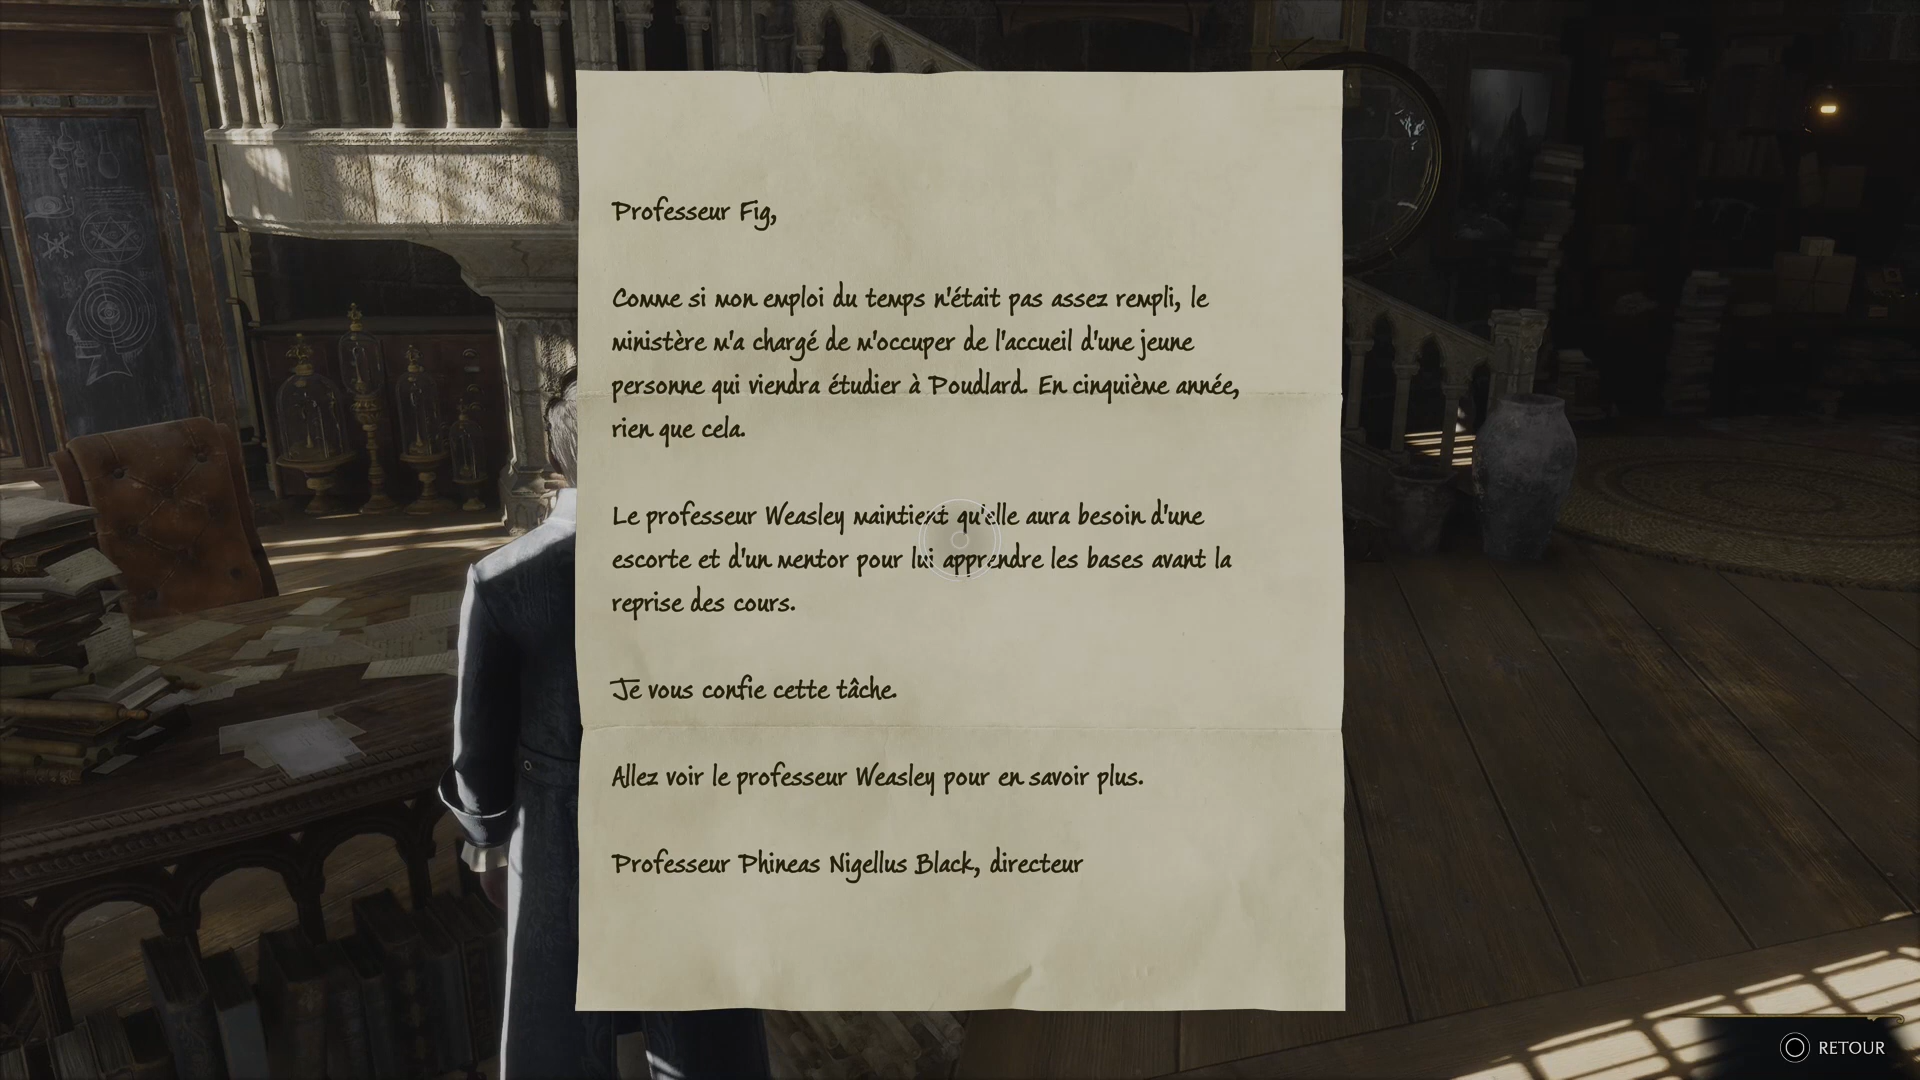 Professeur Fig,
Comme si mon emploi du temps n'était pas assez rempli, le
ministère m'a chargé de m'occuper de l'accueil d'une jeune
personne qui viendra étudier à Poudlard. En cinquième année,
rien que cela.
Le professeur Weasley maintient qu'elle aura besoin d'une
escorte et d'un mentor pour lui apprendre les bases avant la
reprise des cours.
Je vous confie cette tâche.
Allez voir le professeur Weasley pour en savoir plus.
Professeur Phineas Nigellus Black, directeur
RETOUR